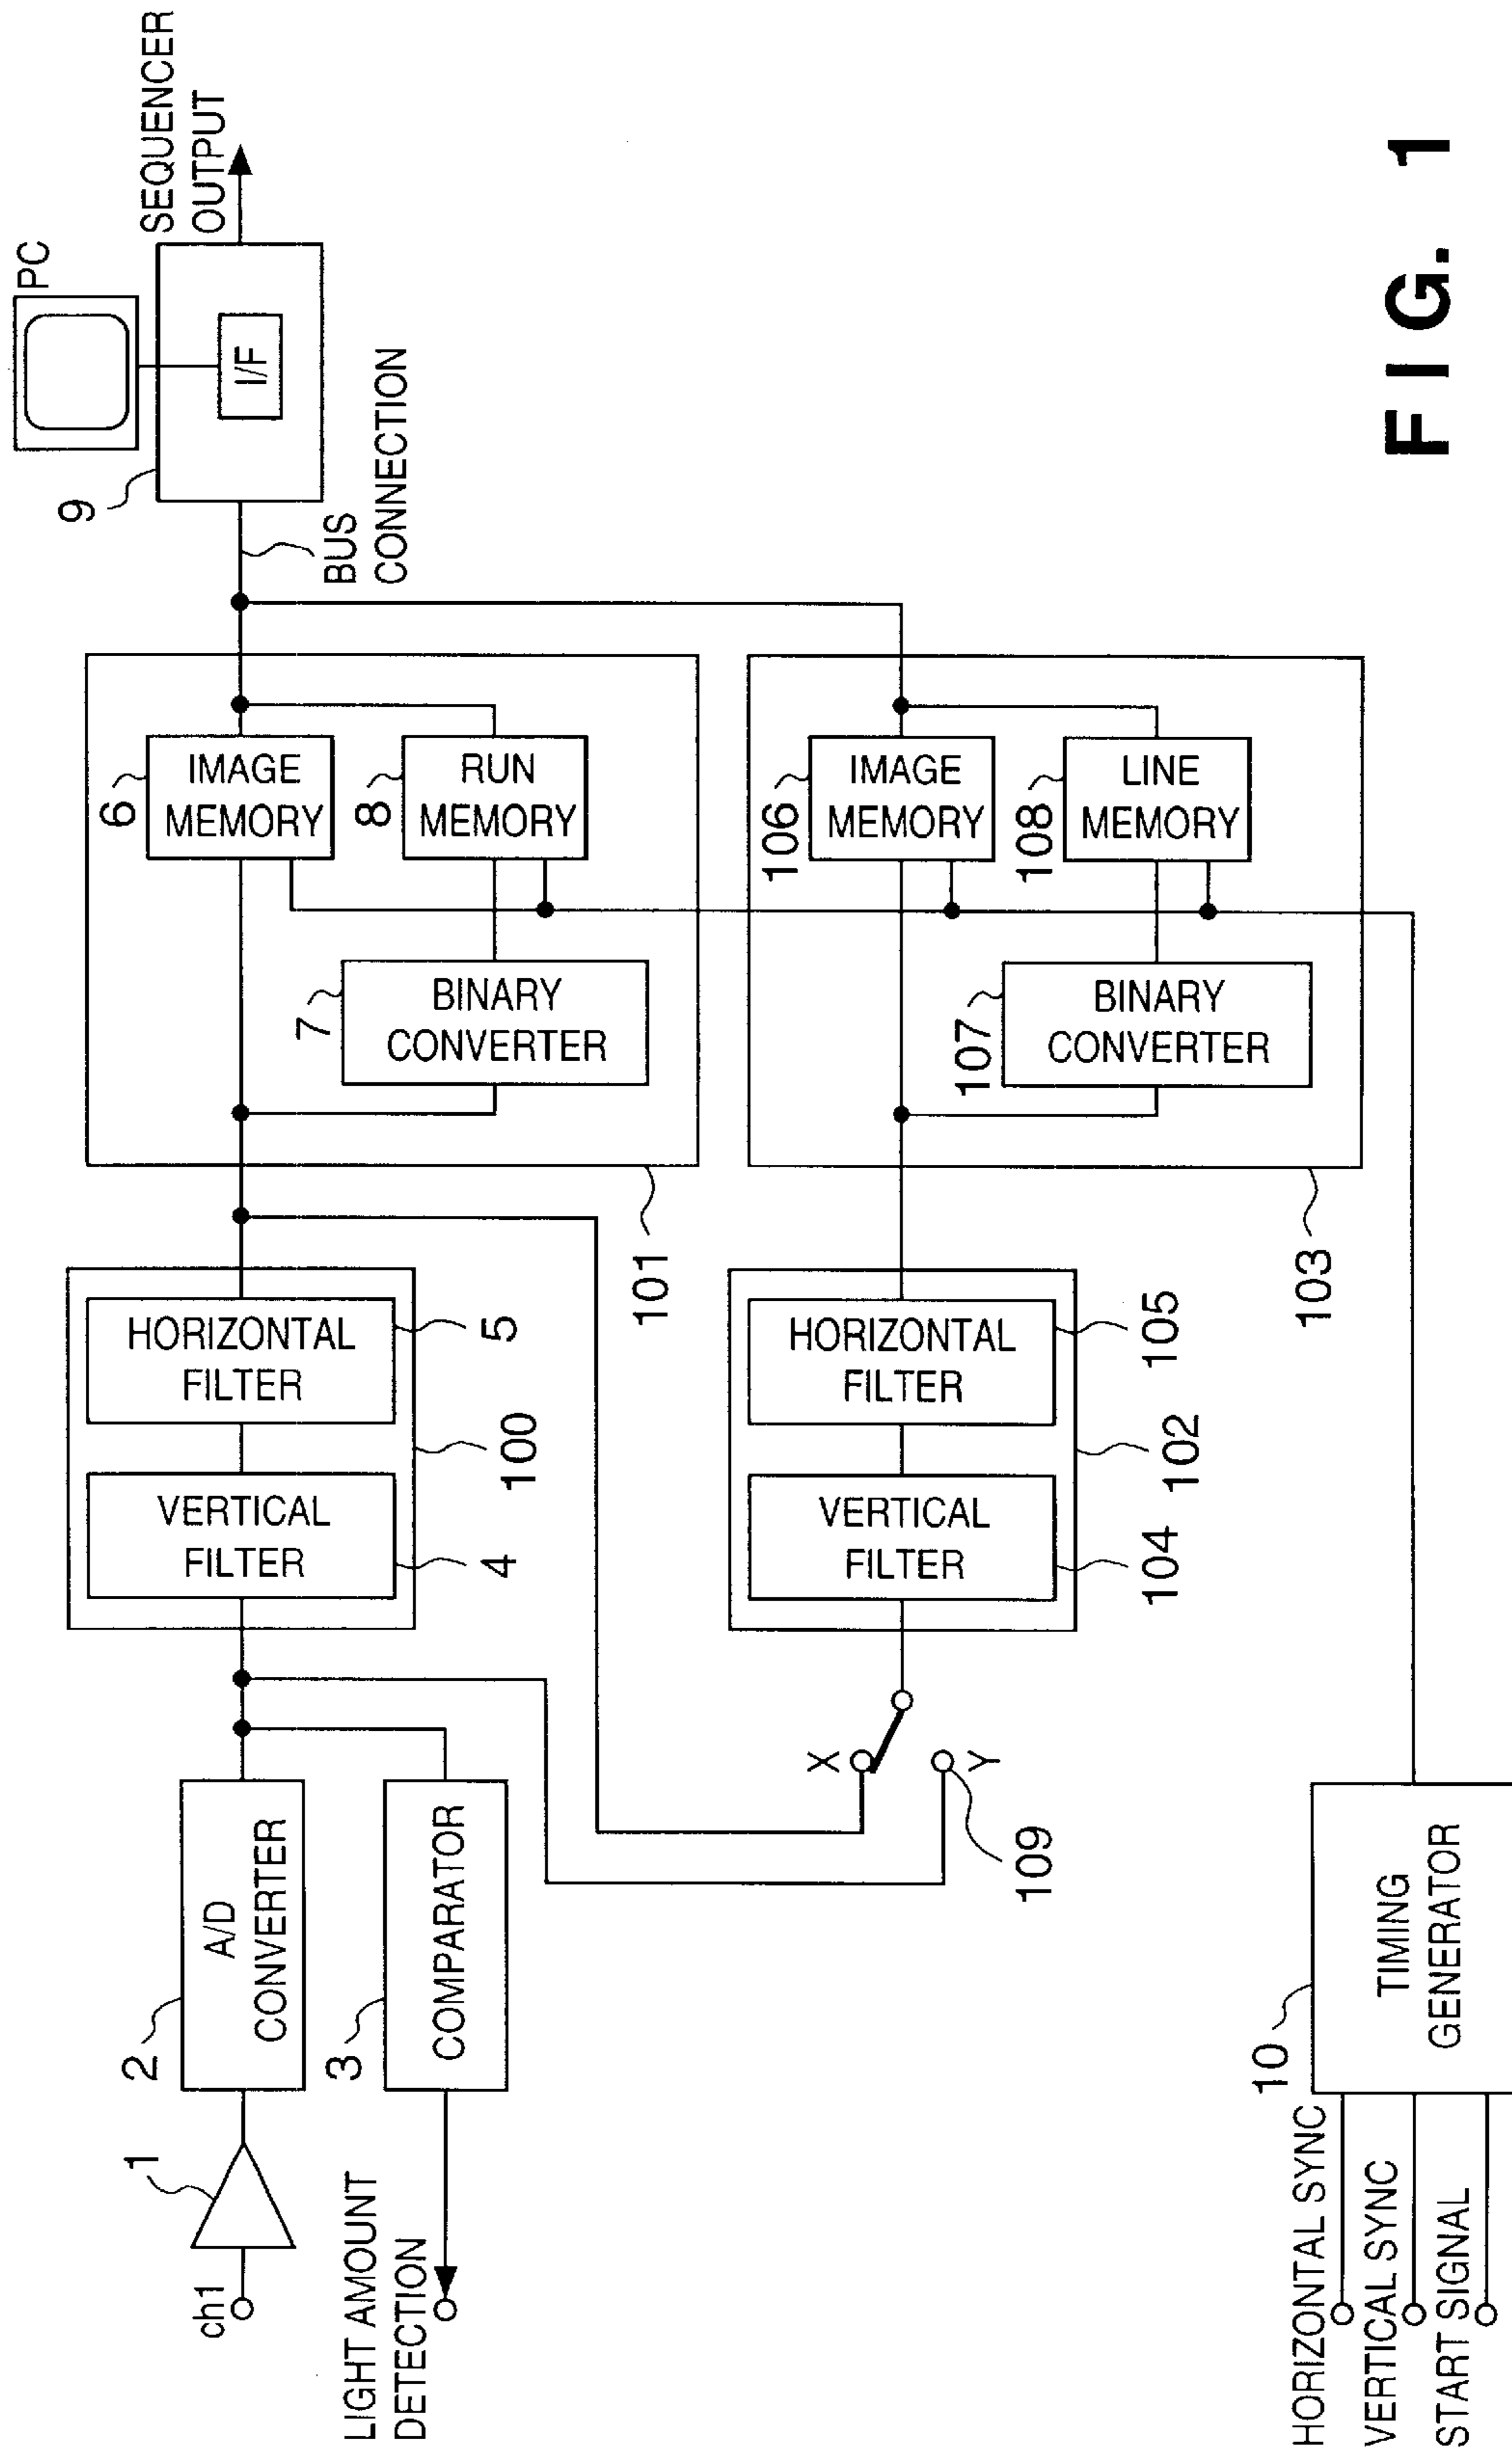 ch1
1
2
A/D
CONVERTER
LIGHT AMOUNT
DETECTION
3
COMPARATOR
VERTICAL
FILTER
4
HORIZONTAL
FILTER
5
100
101
6
IMAGE
MEMORY
7
BINARY
CONVERTER
8
RUN
MEMORY
BUS
CONNECTION
9
PC
I/F
SEQUENCER
OUTPUT
X
Y
109
VERTICAL
FILTER
104
HORIZONTAL
FILTER
105
102
103
106
IMAGE
MEMORY
107
BINARY
CONVERTER
108
LINE
MEMORY
HORIZONTAL SYNC
VERTICAL SYNC
START SIGNAL
10
TIMING
GENERATOR
FIG. 1